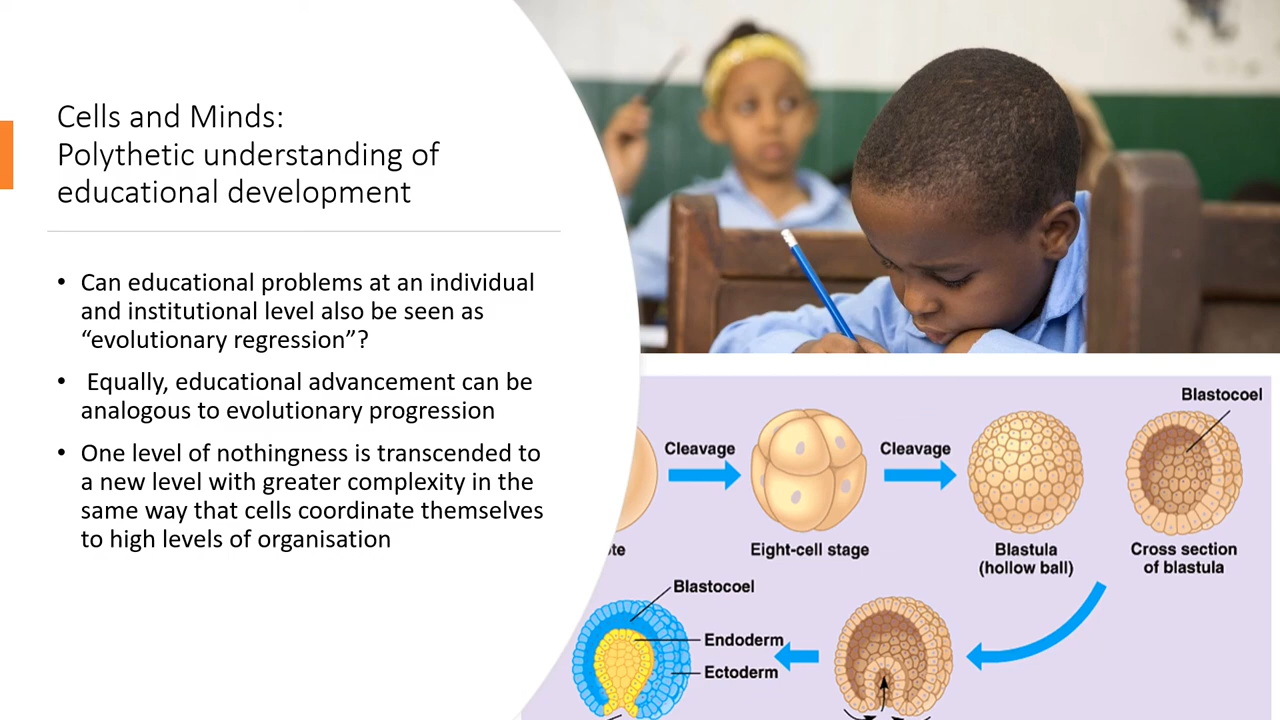 Cells and Minds:
Polythetic understanding of
educational development
• Can educational problems at an individual
and institutional level also be seen as
“evolutionary regression”?
• Equally, educational advancement can be
analogous to evolutionary progression
• One level of nothingness is transcended to
a new level with greater complexity in the
same way that cells coordinate themselves
to high levels of organisation
Blastocoel
Cleavage
Cleavage
Eight-cell stage
Blastula
(hollow ball)
Cross section
of blastula
Blastocoel
Endoderm
Ectoderm